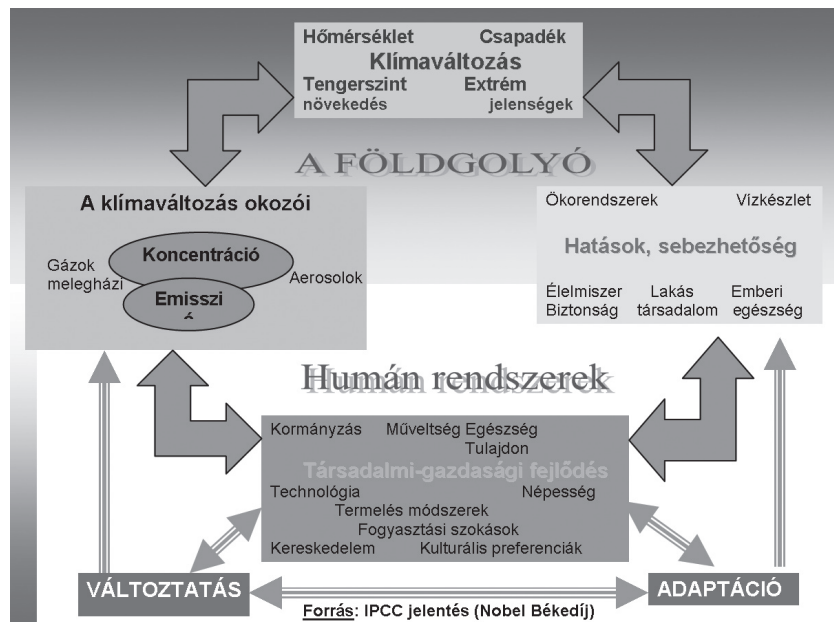 Hőmérséklet Csapadék
Klímaváltozás
Tengerszint Extrém
növekedés jelenségek
A FÖLDGOLYÓ
A klímaváltozás okozói
Koncentráció
Gázok
melegházi
Aerosolok
Emisszi
Ökorendszerek Vízkészlet
Hatások, sebezhetőség
Élelmiszer Lakás Emberi
Biztonság társadalom egészség
Humán rendszerek
Kormányzás Műveltség Egészség
Tulajdon
Társadalmi-gazdasági fejlődés
Technológia Népesség
Termelés módszerek
Fogyasztási szokások
Kereskedelem Kulturális preferenciák
VÁLTOZTATÁS
ADAPTÁCIÓ
Forrás: IPCC jelentés (Nobel Békedíj)